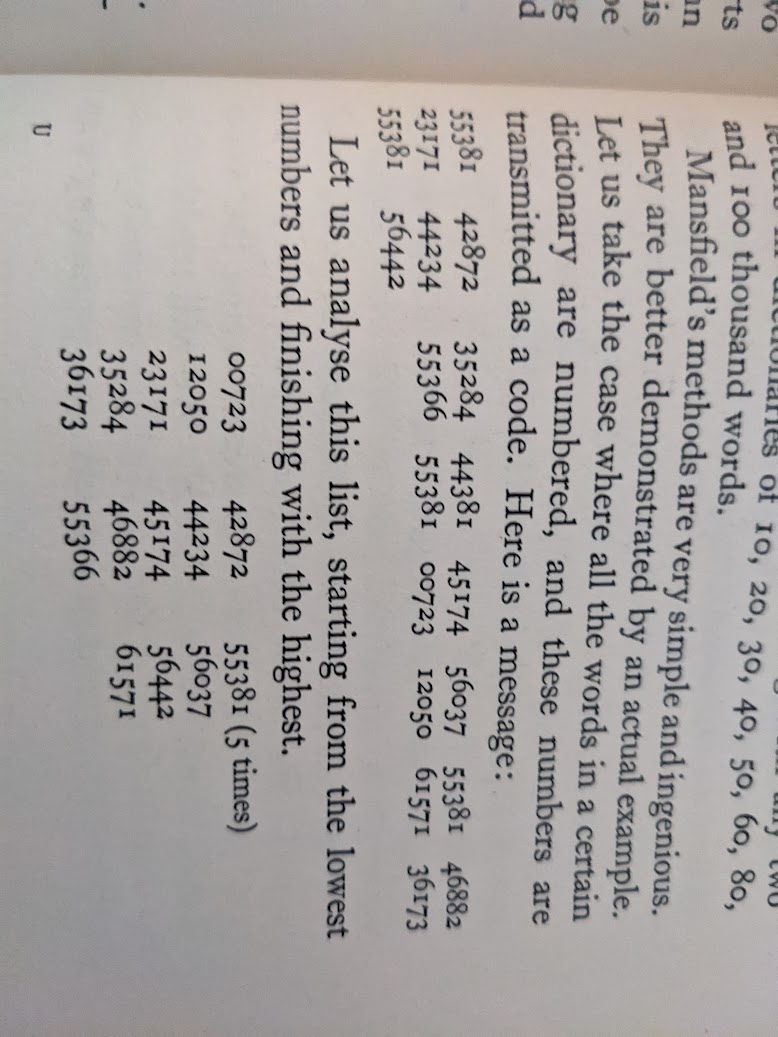 any two
letters in dictionaries of 10, 20, 30, 40, 50, 60, 80,
and 100 thousand words.
Mansfield's methods are very simple and ingenious.
They are better demonstrated by an actual example.
Let us take the case where all the words in a certain
dictionary are numbered, and these numbers are
transmitted as a code. Here is a message:
55381 42872 35284 44381 45174 56037 55381 46882
23171 44234 55366 55381 00723 12050 61571 36173
55381 56442
Let us analyse this list, starting from the lowest
numbers and finishing with the highest.
00723 42872 55381 (5 times)
12050 44234 56037
23171 45174 56442
35284 46882 61571
36173 55366
U